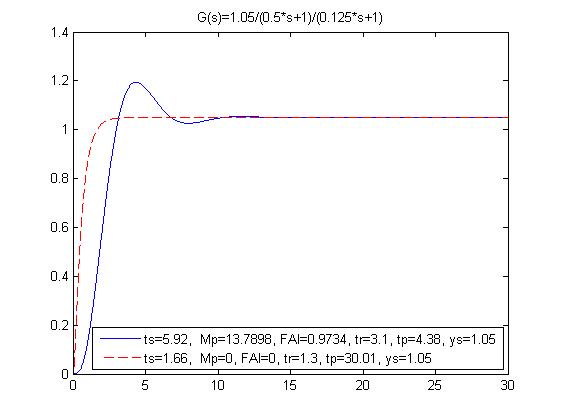 G(s)=1.05/(0.5*s+1)/(0.125*s+1)
1.4
1.2
1
0.8
0.6
0.4
0.2
0
ts=5.92, Mp=13.7898, FAI=0.9734, tr=3.1, tp=4.38, ys=1.05
ts=1.66, Mp=0, FAI=0, tr=1.3, tp=30.01, ys=1.05
0 5 10 15 20 25 30